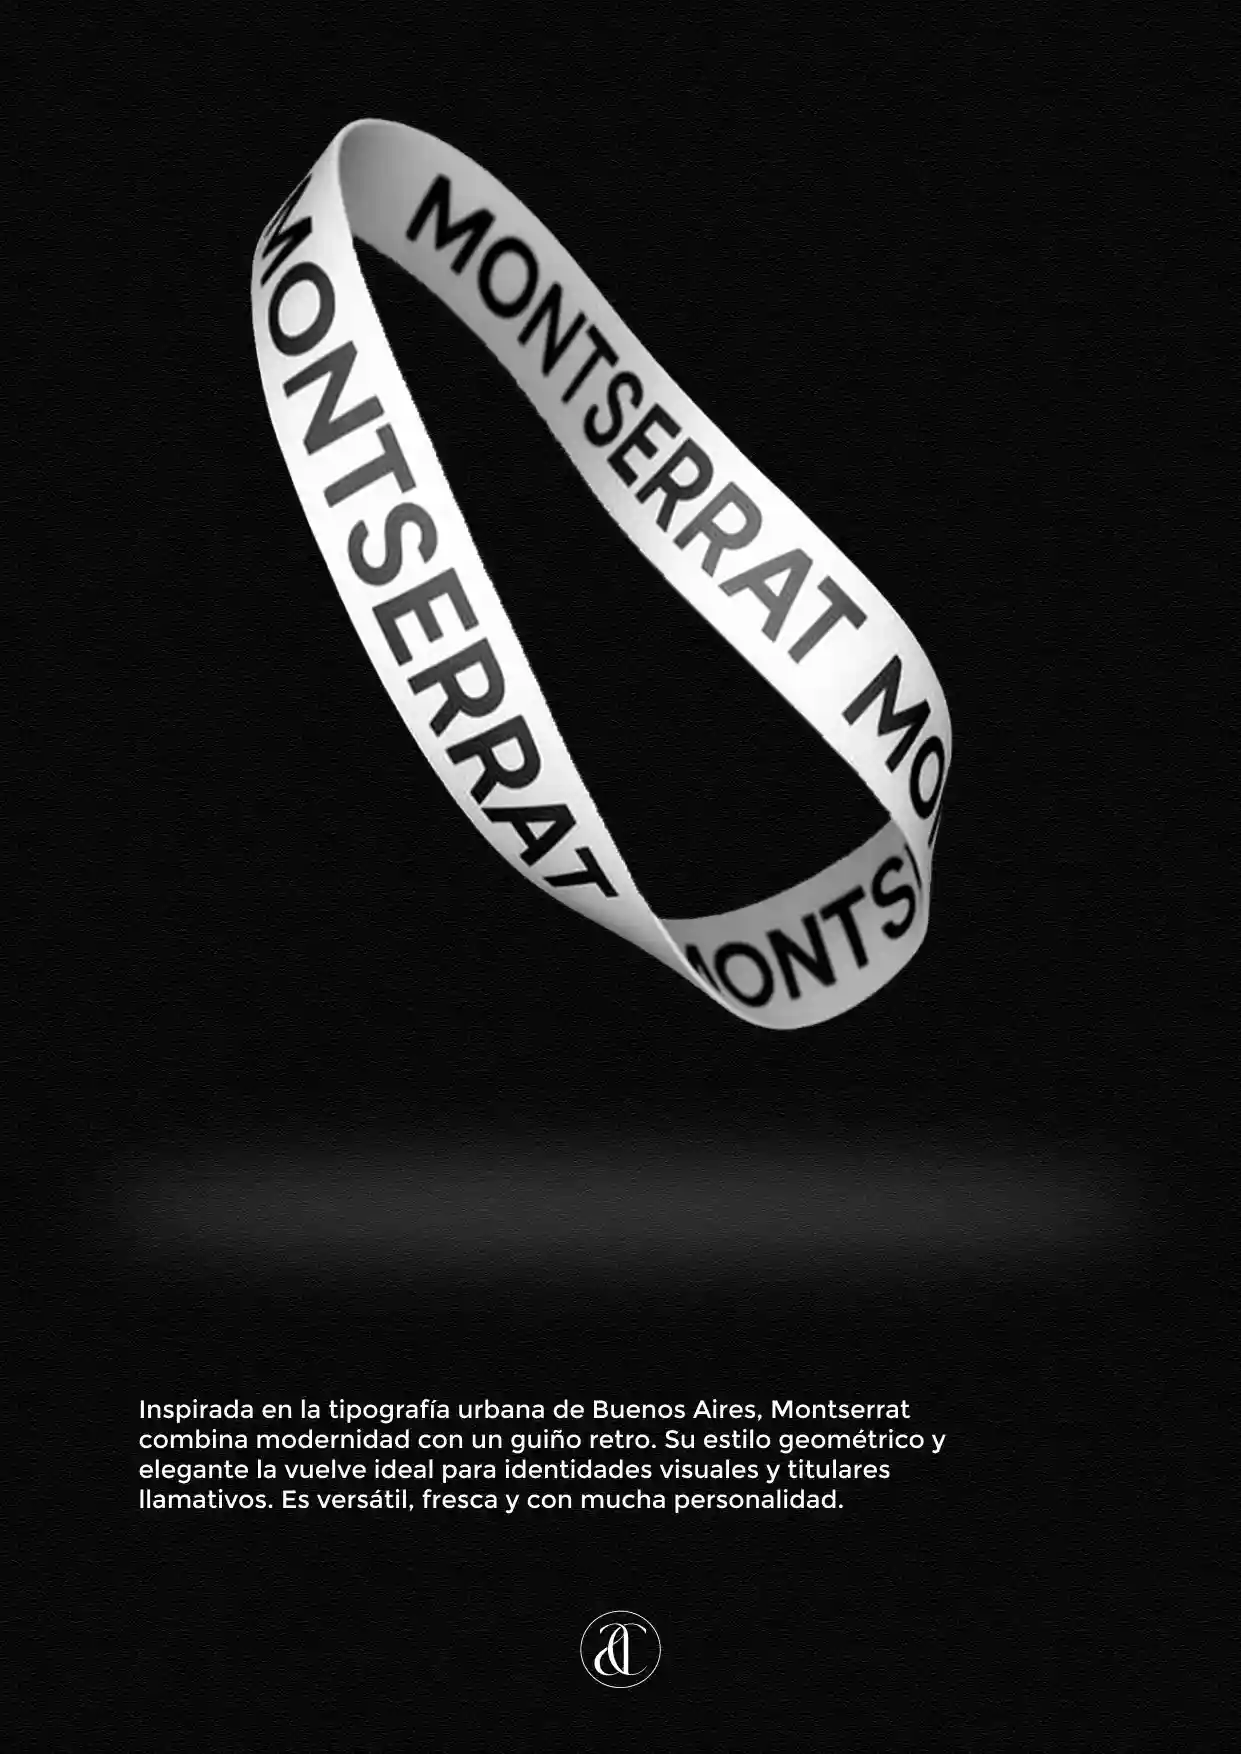 MONTSERRAT
MONTSERRAT
MO
MONTS
Inspirada en la tipografía urbana de Buenos Aires, Montserrat
combina modernidad con un guiño retro. Su estilo geométrico y
elegante la vuelve ideal para identidades visuales y titulares
llamativos. Es versátil, fresca y con mucha personalidad.